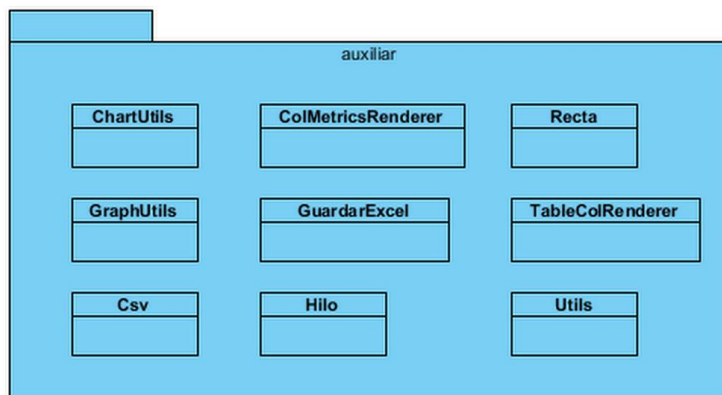 auxiliar
ChartUtils
ColMetricsRenderer
Recta
GraphUtils
GuardarExcel
TableColRenderer
Csv
Hilo
Utils